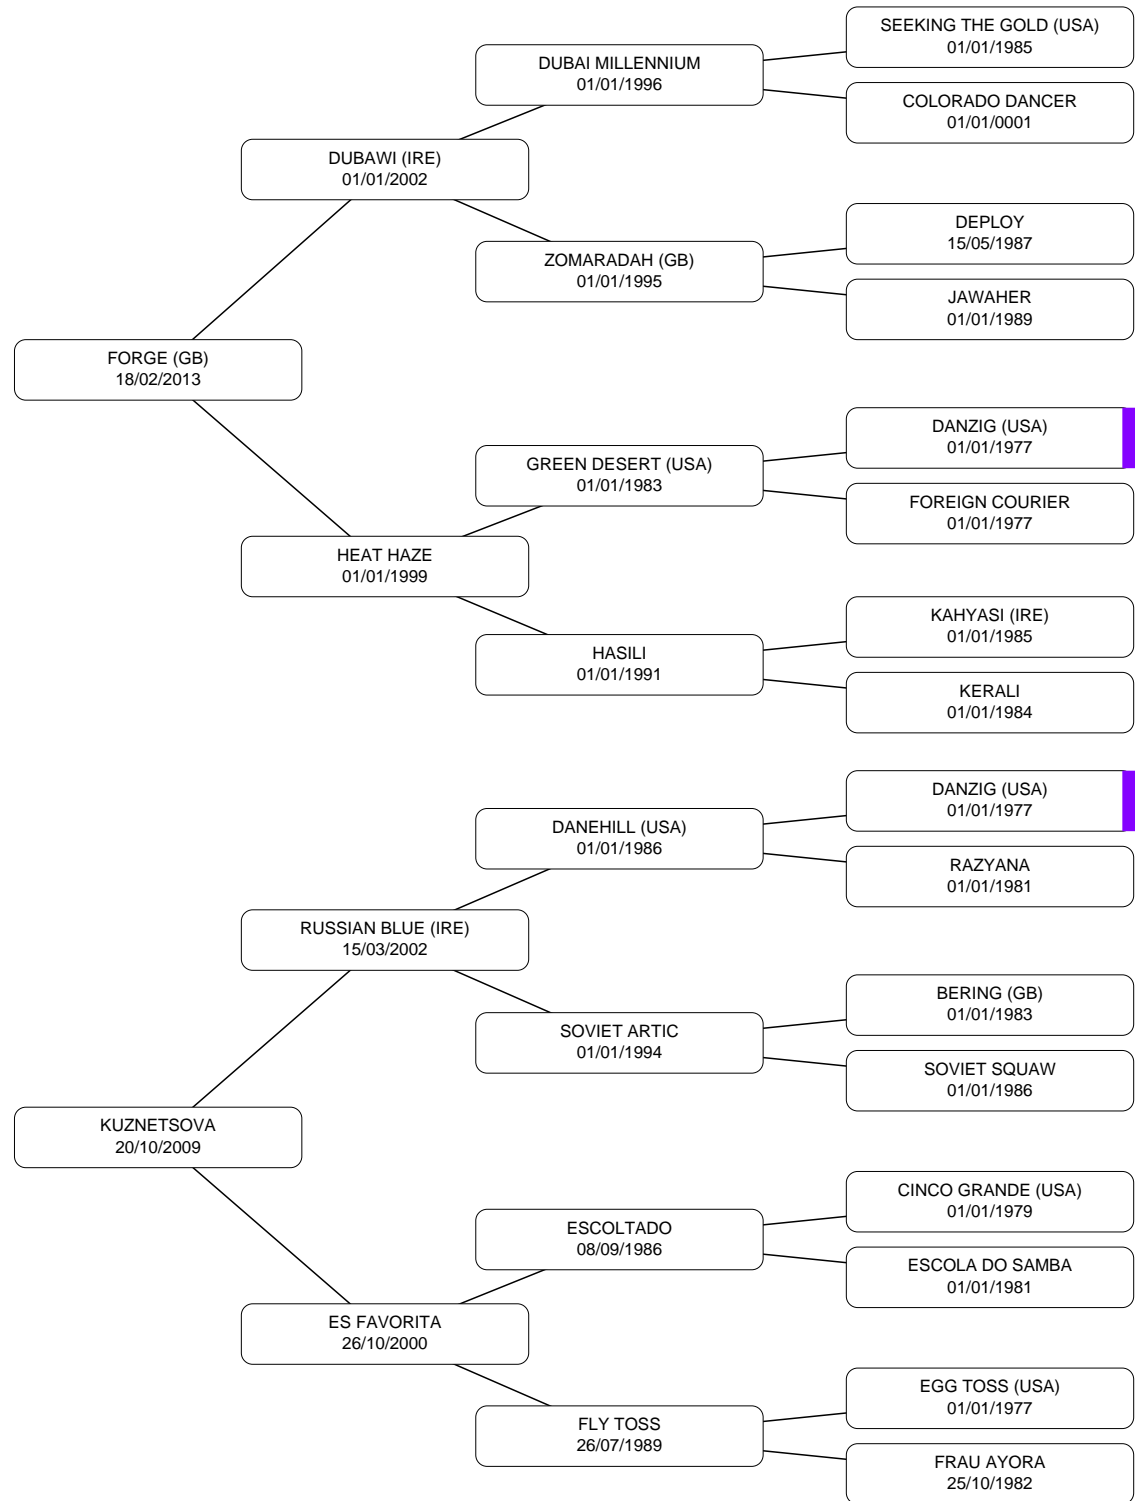 SEEKING THE GOLD (USA)
01/01/1985
DUBAI MILLENNIUM
01/01/1996
COLORADO DANCER
01/01/0001
DUBAWI (IRE)
01/01/2002
DEPLOY
15/05/1987
ZOMARADAH (GB)
01/01/1995
JAWAHER
01/01/1989
FORGE (GB)
18/02/2013
DANZIG (USA)
01/01/1977
GREEN DESERT (USA)
01/01/1983
FOREIGN COURIER
01/01/1977
HEAT HAZE
01/01/1999
KAHYASI (IRE)
01/01/1985
HASILI
01/01/1991
KERALI
01/01/1984
DANZIG (USA)
01/01/1977
DANEHILL (USA)
01/01/1986
RAZYANA
01/01/1981
RUSSIAN BLUE (IRE)
15/03/2002
BERING (GB)
01/01/1983
SOVIET ARTIC
01/01/1994
SOVIET SQUAW
01/01/1986
KUZNETSOVA
20/10/2009
CINCO GRANDE (USA)
01/01/1979
ESCOLTADO
08/09/1986
ESCOLA DO SAMBA
01/01/1981
ES FAVORITA
26/10/2000
EGG TOSS (USA)
01/01/1977
FLY TOSS
26/07/1989
FRAU AYORA
25/10/1982